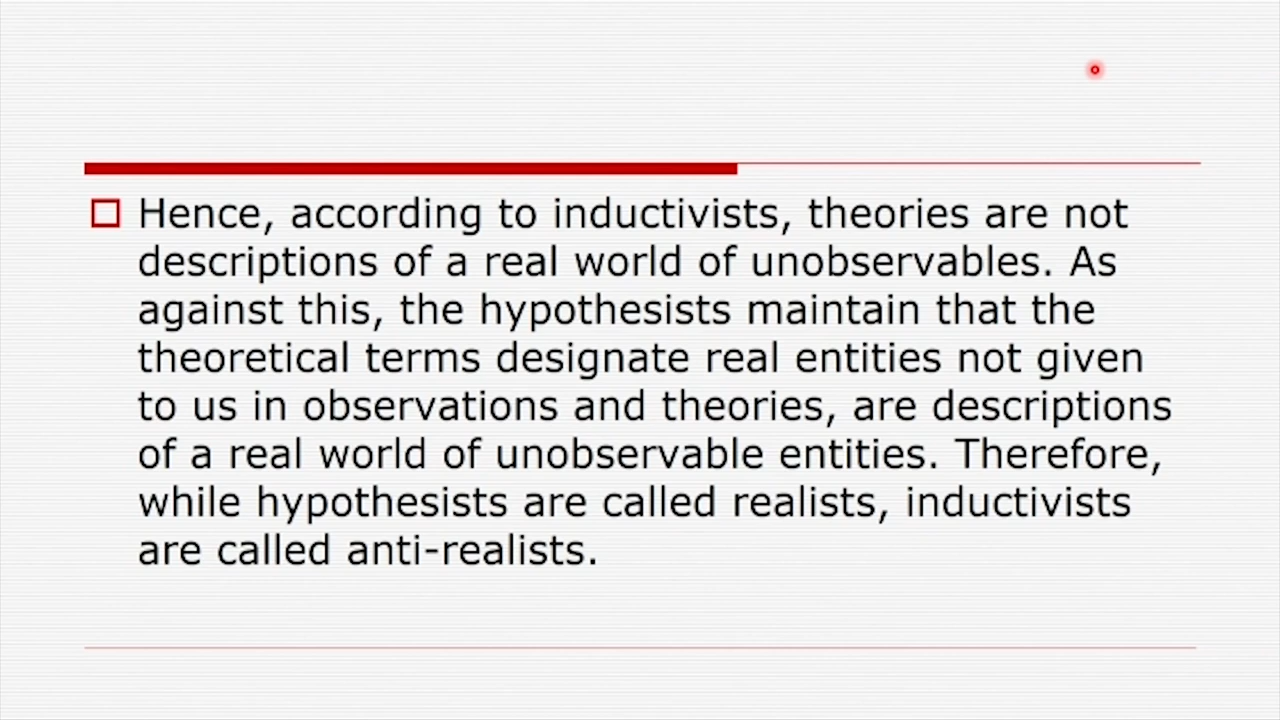 Hence, according to inductivists, theories are not
descriptions of a real world of unobservables. As
against this, the hypothesists maintain that the
theoretical terms designate real entities not given
to us in observations and theories, are descriptions
of a real world of unobservable entities. Therefore,
while hypothesists are called realists, inductivists
are called anti-realists.